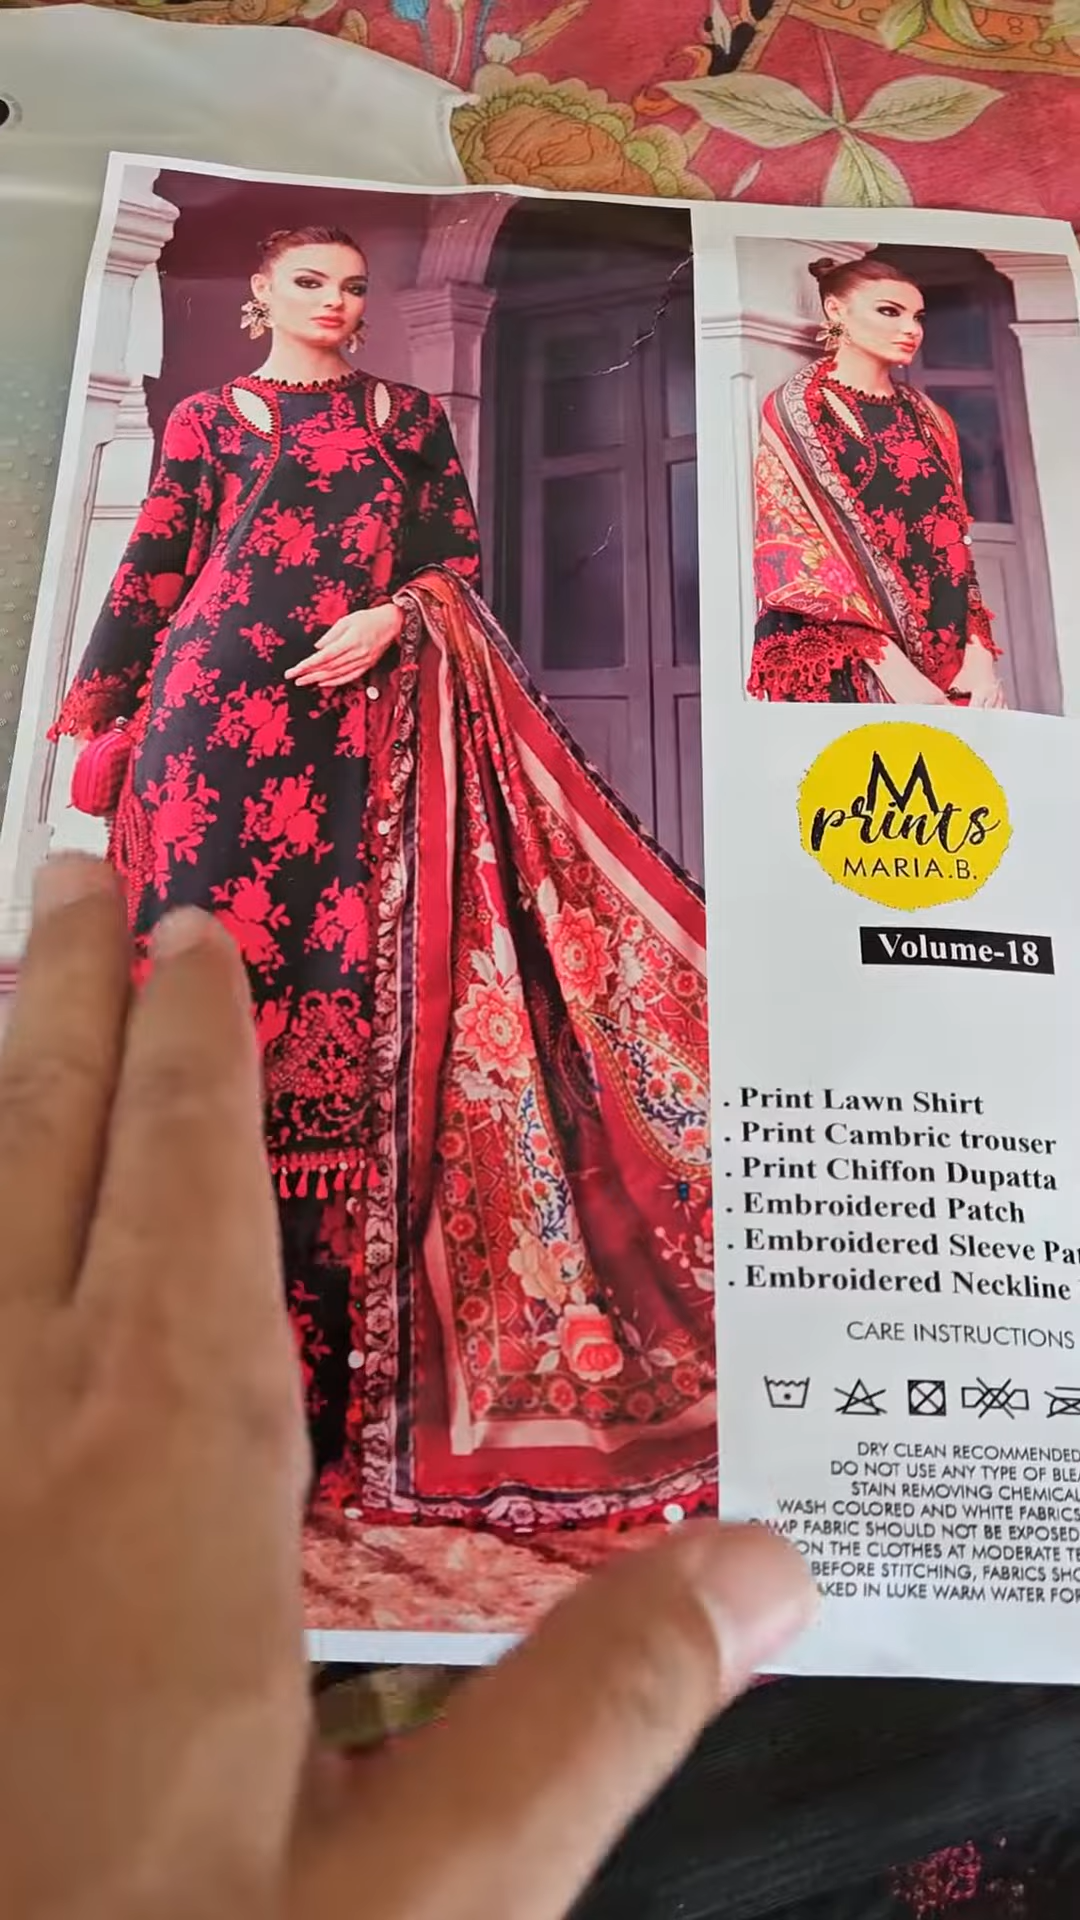 M
prints
MARIA.B.
Volume-18
. Print Lawn Shirt
. Print Cambric trouser
. Print Chiffon Dupatta
. Embroidered Patch
. Embroidered Sleeve
. Embroidered Neckline
CARE INSTRUCTIONS
DRY CLEAN RECOMMENDED
DO NOT USE ANY TYPE OF
STAIN REMOVING
WASH COLORED AND WHITE FABRICS
FABRIC SHOULD NOT BE EXPOSED
ON THE CLOTHES AT MODERATE
BEFORE STITCHING, FABRICS
IN LUKE WARM WATER FOR